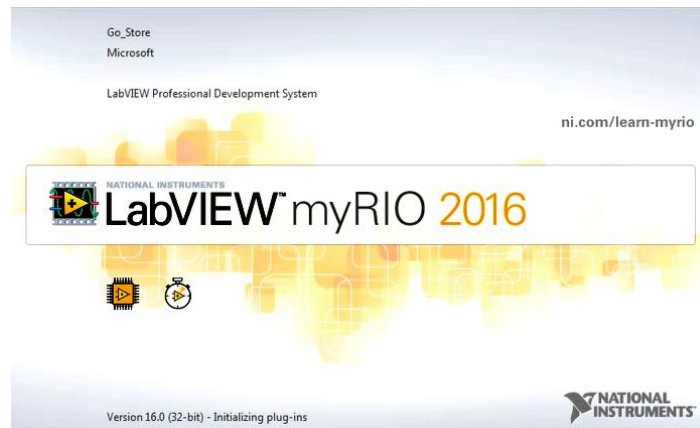 Go_Store
Microsoft
LabVIEW Professional Development System
ni.com/learn-myrio
NATIONAL INSTRUMENTS
LabVIEW™ myRIO 2016
Version 16.0 (32-bit) - Initializing plug-ins
NATIONAL
INSTRUMENTS™